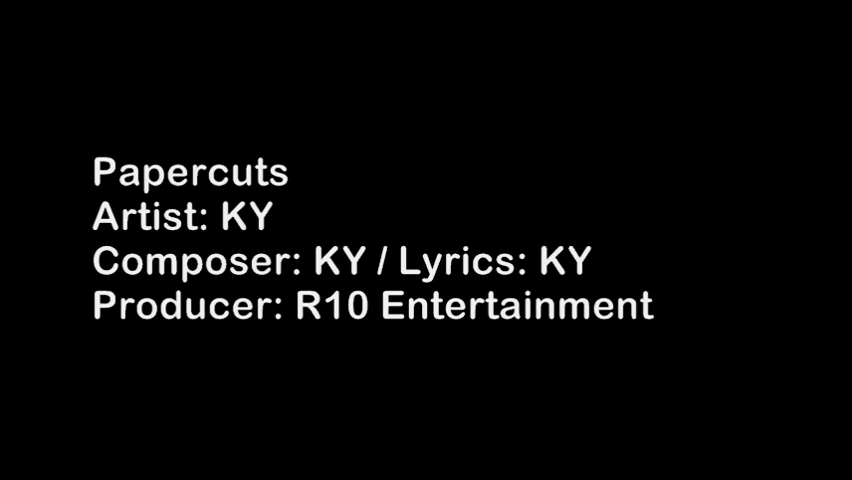 Papercuts
Artist: KY
Composer: KY / Lyrics: KY
Producer: R10 Entertainment